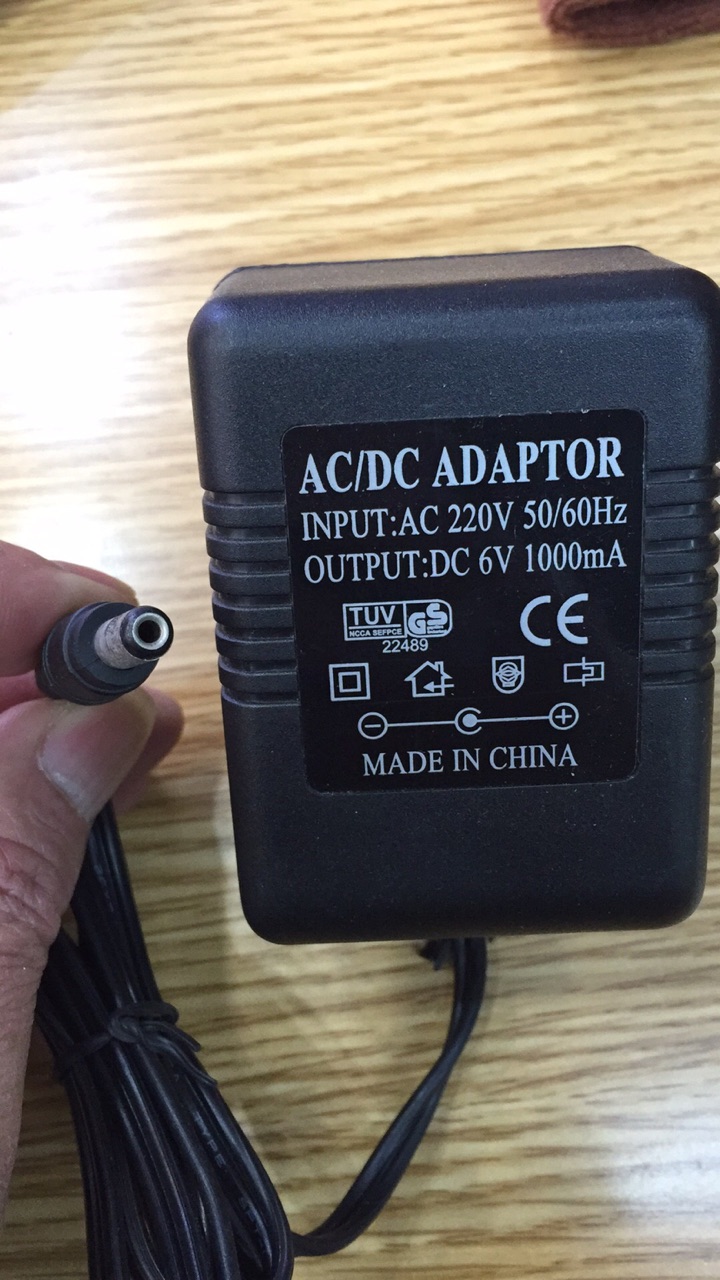 AC/DC ADAPTOR
INPUT:AC 220V 50/60Hz
OUTPUT:DC 6V 1000mA
TUV GS
NCCA SEFPCE
22489
CE
MADE IN CHINA